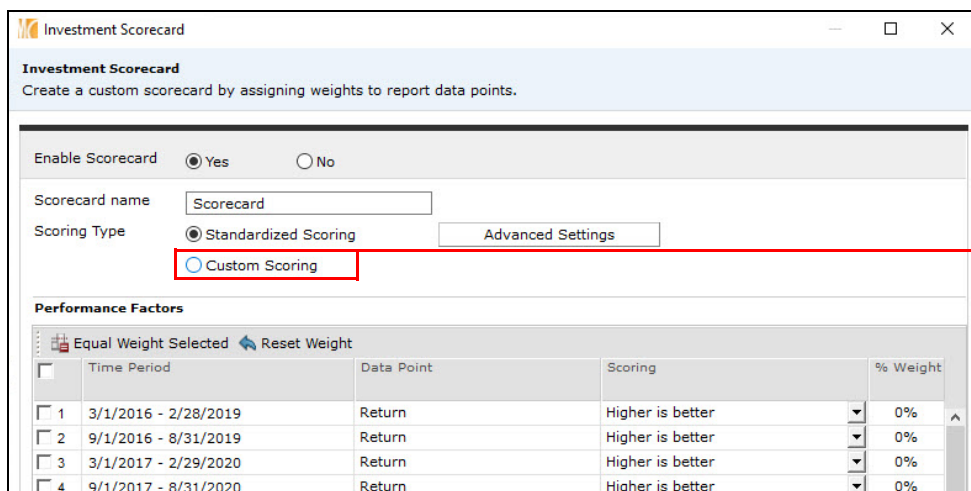 Investment Scorecard
Investment Scorecard
Create a custom scorecard by assigning weights to report data points.
Enable Scorecard Yes No
Scorecard name Scorecard
Scoring Type Standardized Scoring Advanced Settings
Custom Scoring
Performance Factors
Equal Weight Selected Reset Weight
Time Period Data Point Scoring % Weight
1 3/1/2016 - 2/28/2019 Return Higher is better 0%
2 9/1/2016 - 8/31/2019 Return Higher is better 0%
3 3/1/2017 - 2/29/2020 Return Higher is better 0%
4 9/1/2017 - 8/31/2020 Return Higher is better 0%